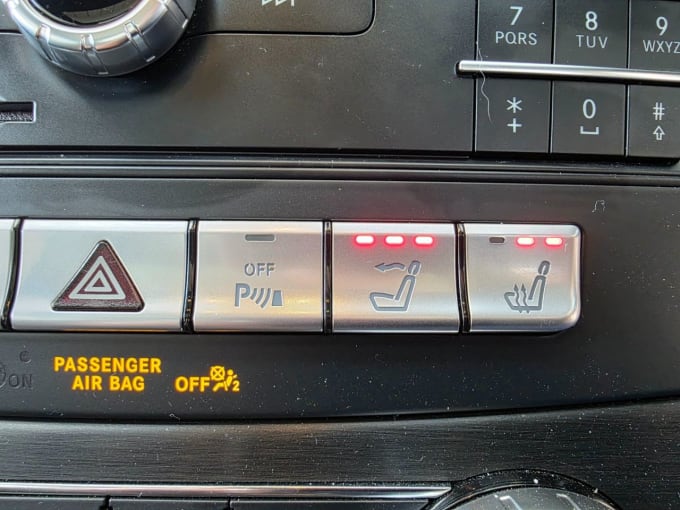 7 8 9
PQRS TUV WXYZ
* 0 #
+
OFF
P
ON
PASSENGER
AIR BAG OFF 2